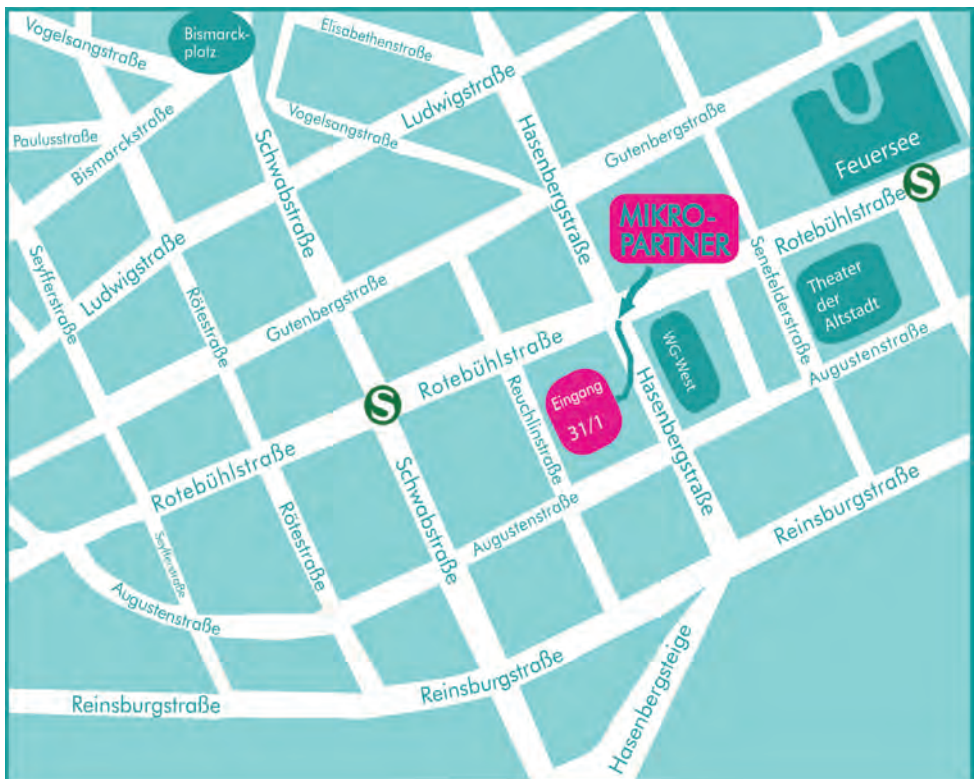 Vogelsangstraße
Bismarck-
platz
Elisabethenstraße
Paulusstraße
Bismarckstraße
Vogelsangstraße
Ludwigstraße
Schwabstraße
Hasenbergstraße
Gutenbergstraße
Feuersee
S
MIKRO-
PARTNER
Rotebühlstraße
Seyfferstraße
Ludwigstraße
Rötestraße
Gutenbergstraße
Senefelderstraße
Theater
der
Altstadt
Rotebühlstraße
WG-West
Augustenstraße
S
Reuchlinstraße
Eingang
31/1
Hasenbergstraße
Rotebühlstraße
Schwabstraße
Rötestraße
Augustenstraße
Reinsburgstraße
Seyfferstraße
Augustenstraße
Reinsburgstraße
Reinsburgstraße
Hasenbergsteige